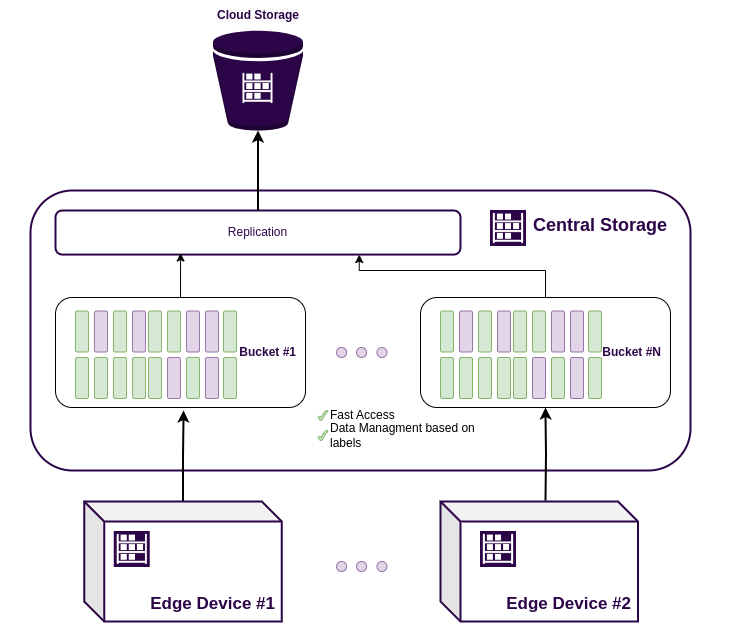 Cloud Storage
Central Storage
Replication
Bucket #1
Bucket #N
Fast Access
Data Managment based on
labels
Edge Device #1
Edge Device #2